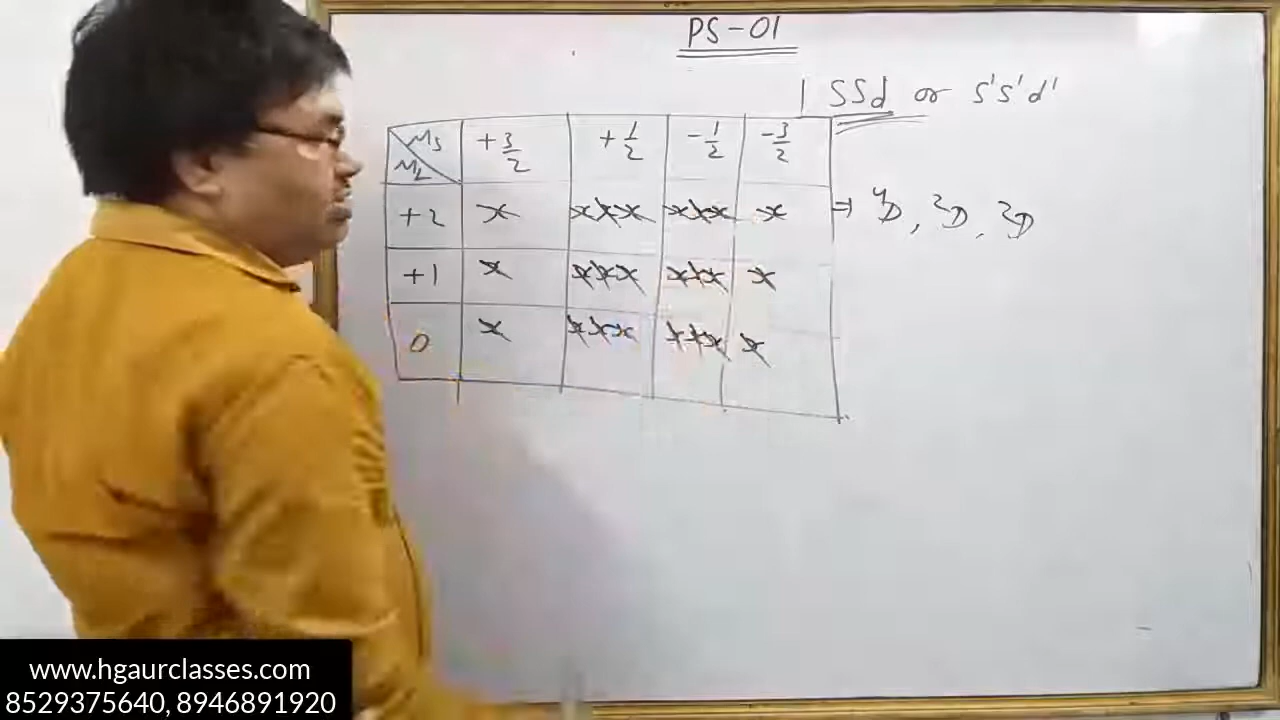 PS-01
1 SSd or s's'd'
Ms +3/2 +1/2 -1/2 -3/2
ML
+2 x xxx xxx x ⇒ ⁴D, ²D, ²D
+1 x xxx xxx x
0 x xxx xxx x
www.hgaurclasses.com
8529375640, 8946891920